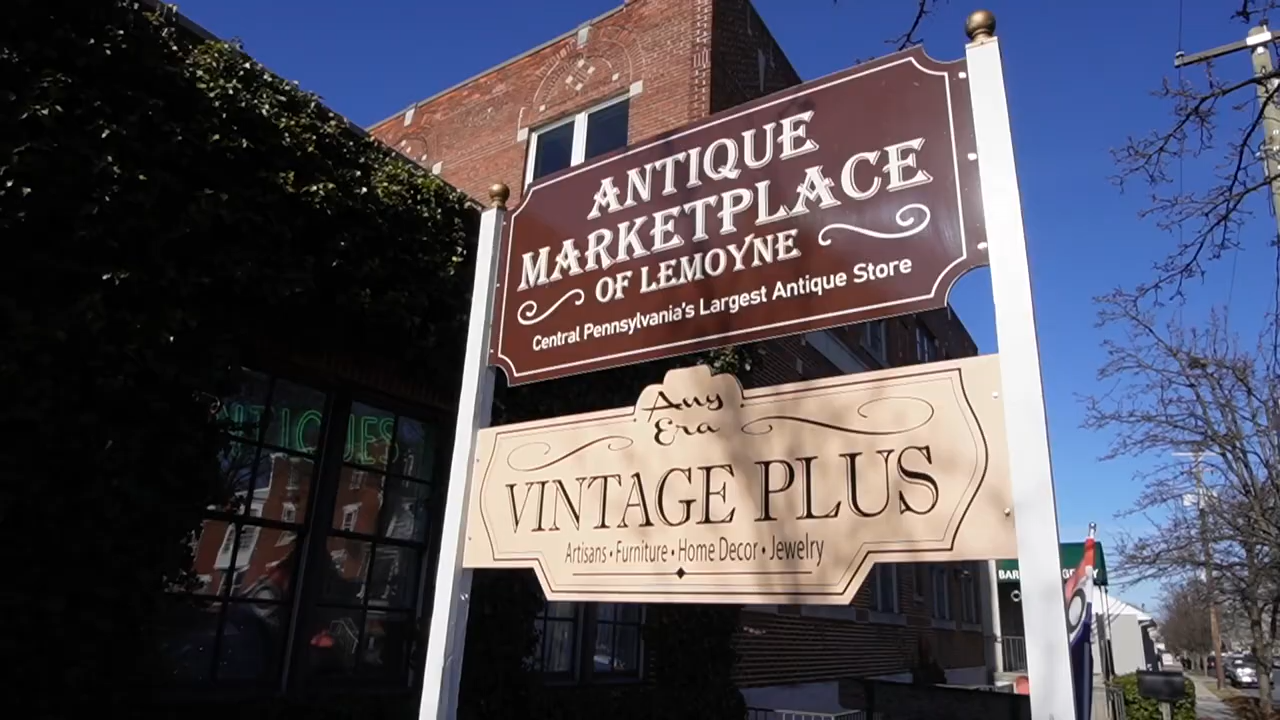 ANTIQUE
MARKETPLACE
OF LEMOYNE
Central Pennsylvania's Largest Antique Store
Any
Era
VINTAGE PLUS
Artisans • Furniture • Home Decor • Jewelry